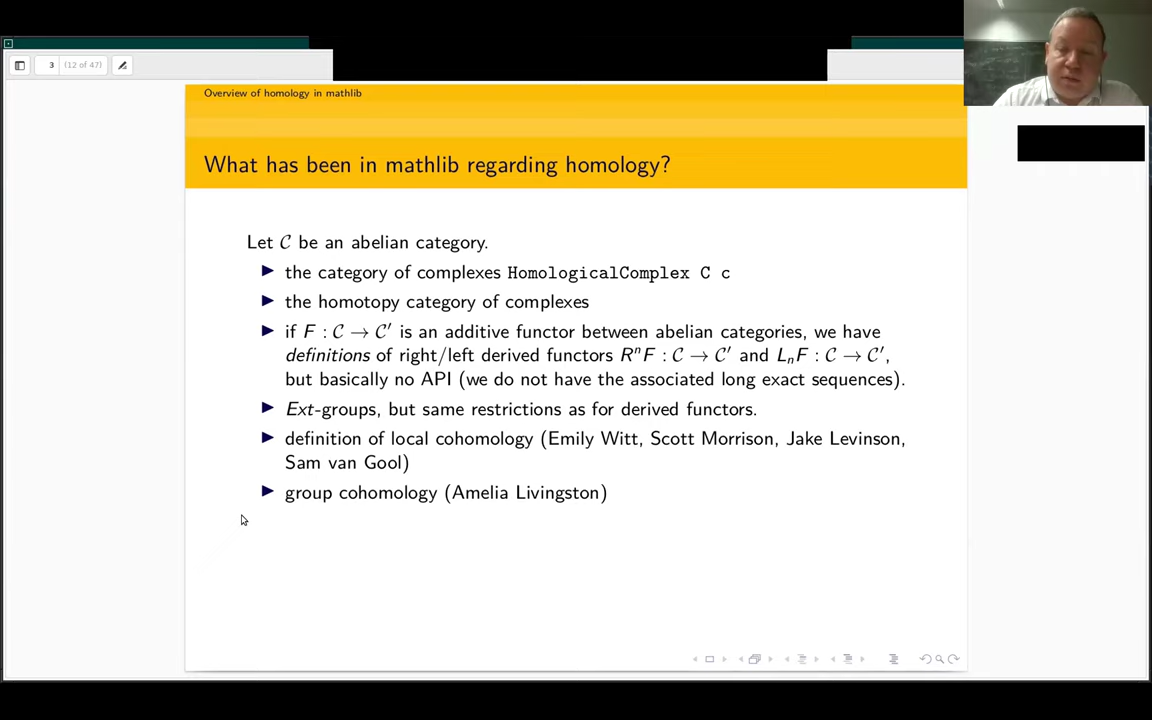 3 (12 of 47)
Overview of homology in mathlib
What has been in mathlib regarding homology?
Let 𝒞 be an abelian category.
▶ the category of complexes HomologicalComplex C c
▶ the homotopy category of complexes
▶ if F : 𝒞 → 𝒞′ is an additive functor between abelian categories, we have
definitions of right/left derived functors RⁿF : 𝒞 → 𝒞′ and LₙF : 𝒞 → 𝒞′,
but basically no API (we do not have the associated long exact sequences).
▶ Ext-groups, but same restrictions as for derived functors.
▶ definition of local cohomology (Emily Witt, Scott Morrison, Jake Levinson,
Sam van Gool)
▶ group cohomology (Amelia Livingston)